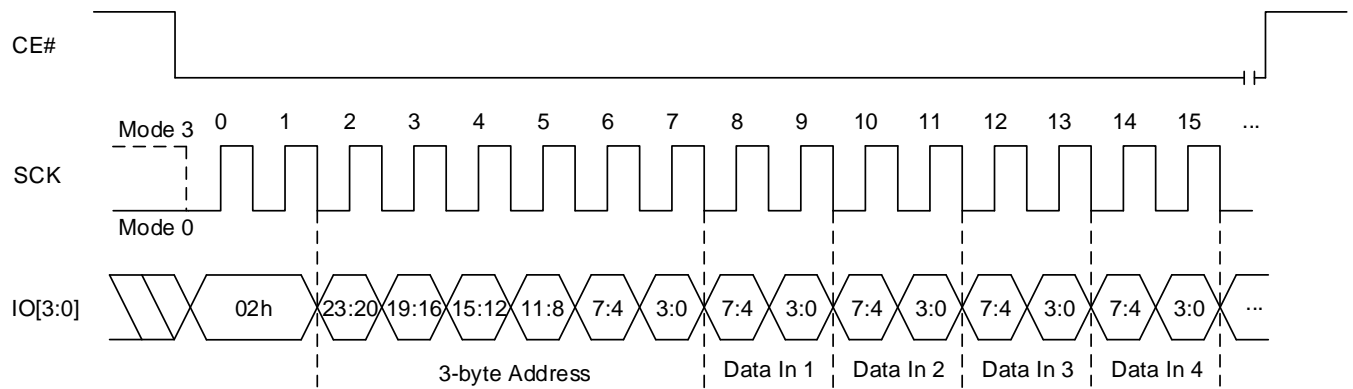 CE#
Mode 3 0 1 2 3 4 5 6 7 8 9 10 11 12 13 14 15 ...
SCK
Mode 0
IO[3:0] 02h 23:20 19:16 15:12 11:8 7:4 3:0 7:4 3:0 7:4 3:0 7:4 3:0 7:4 3:0 ...
3-byte Address Data In 1 Data In 2 Data In 3 Data In 4